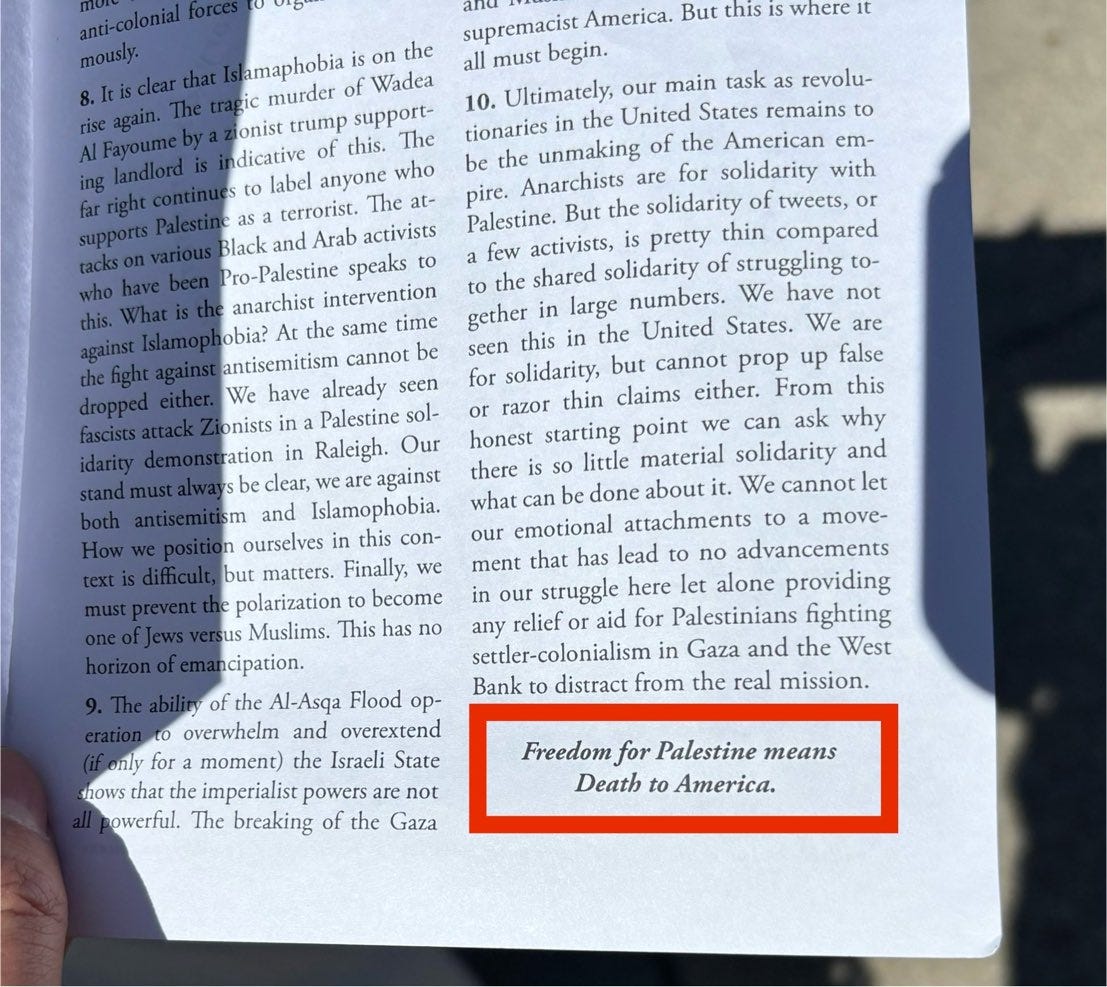 anti-colonial forces to
mously.
8. It is clear that Islamaphobia is on the
rise again. The tragic murder of Wadea
Al Fayoume by a zionist trump support-
ing landlord is indicative of this. The
far right continues to label anyone who
supports Palestine as a terrorist. The at-
tacks on various Black and Arab activists
who have been Pro-Palestine speaks to
this. What is the anarchist intervention
against Islamophobia? At the same time
the fight against antisemitism cannot be
dropped either. We have already seen
fascists attack Zionists in a Palestine sol-
idarity demonstration in Raleigh. Our
stand must always be clear, we are against
both antisemitism and Islamophobia.
How we position ourselves in this con-
text is difficult, but matters. Finally, we
must prevent the polarization to become
one of Jews versus Muslims. This has no
horizon of emancipation.
9. The ability of the Al-Asqa Flood op-
eration to overwhelm and overextend
(if only for a moment) the Israeli State
shows that the imperialist powers are not
all powerful. The breaking of the Gaza
and
supremacist America. But this is where it
all must begin.
10. Ultimately, our main task as revolu-
tionaries in the United States remains to
be the unmaking of the American em-
pire. Anarchists are for solidarity with
Palestine. But the solidarity of tweets, or
a few activists, is pretty thin compared
to the shared solidarity of struggling to-
gether in large numbers. We have not
seen this in the United States. We are
for solidarity, but cannot prop up false
or razor thin claims either. From this
honest starting point we can ask why
there is so little material solidarity and
what can be done about it. We cannot let
our emotional attachments to a move-
ment that has lead to no advancements
in our struggle here let alone providing
any relief or aid for Palestinians fighting
settler-colonialism in Gaza and the West
Bank to distract from the real mission.
Freedom for Palestine means
Death to America.